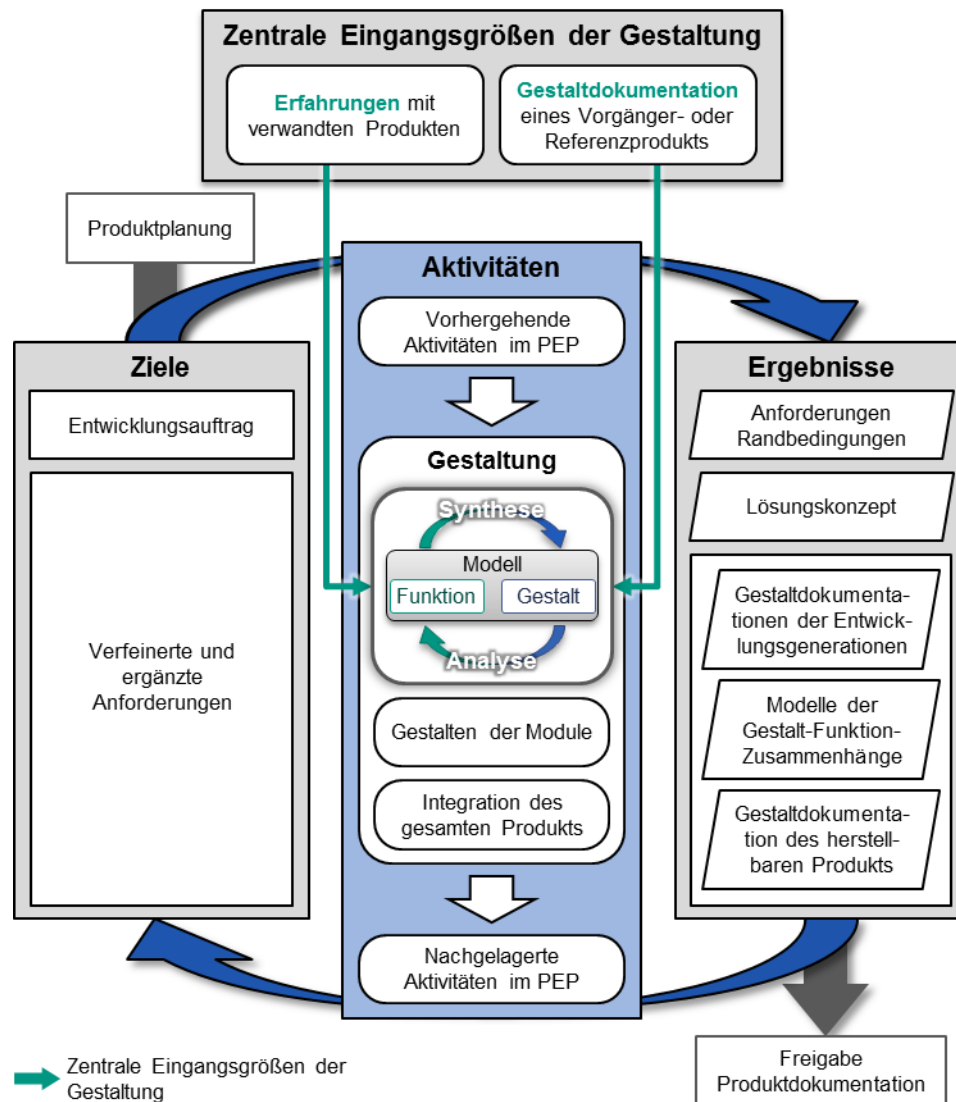 Zentrale Eingangsgrößen der Gestaltung
Erfahrungen mit
verwandten Produkten
Gestaltdokumentation
eines Vorgänger- oder
Referenzprodukts
Produktplanung
Aktivitäten
Vorhergehende
Aktivitäten im PEP
Ziele
Entwicklungsauftrag
Verfeinerte und
ergänzte
Anforderungen
Gestaltung
Synthese
Modell
Funktion
Gestalt
Analyse
Gestalten der Module
Integration des
gesamten Produkts
Nachgelagerte
Aktivitäten im PEP
Ergebnisse
Anforderungen
Randbedingungen
Lösungskonzept
Gestaltdokumenta-
tionen der Entwick-
lungsgenerationen
Modelle der
Gestalt-Funktion-
Zusammenhänge
Gestaltdokumenta-
tion des herstell-
baren Produkts
Zentrale Eingangsgrößen der
Gestaltung
Freigabe
Produktdokumentation